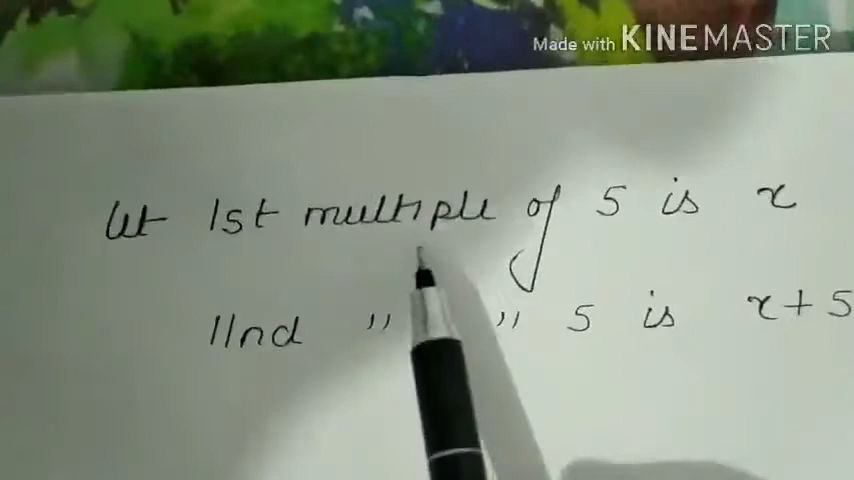 Made with KINEMASTER
let 1st multiple of 5 is x
IInd " " 5 is x+5